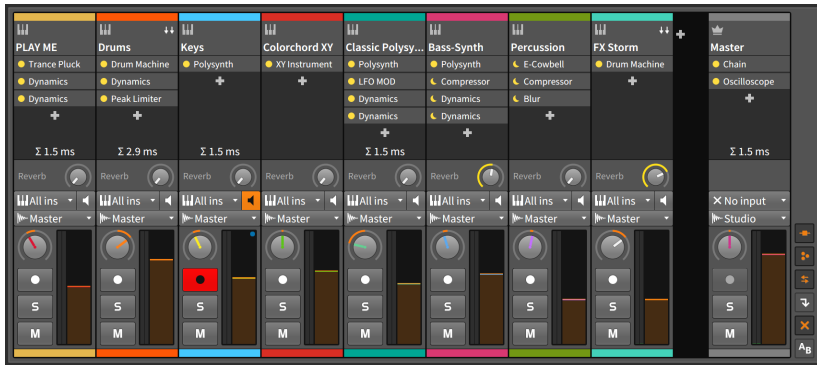 PLAY ME Drums Keys Colorchord XY Classic Polysy... Bass-Synth Percussion FX Storm Master
Trance Pluck Drum Machine Polysynth XY Instrument Polysynth Polysynth E-Cowbell Drum Machine Chain
Dynamics Dynamics LFO MOD Compressor Compressor Oscilloscope
Dynamics Peak Limiter Dynamics Dynamics Blur
Dynamics Dynamics
Σ 1.5 ms Σ 2.9 ms Σ 1.5 ms Σ 1.5 ms Σ 1.5 ms
Reverb Reverb Reverb Reverb Reverb Reverb Reverb Reverb
All ins All ins All ins All ins All ins All ins All ins All ins No input
Master Master Master Master Master Master Master Master Studio
S S S S S S S S S
M M M M M M M M M
AB